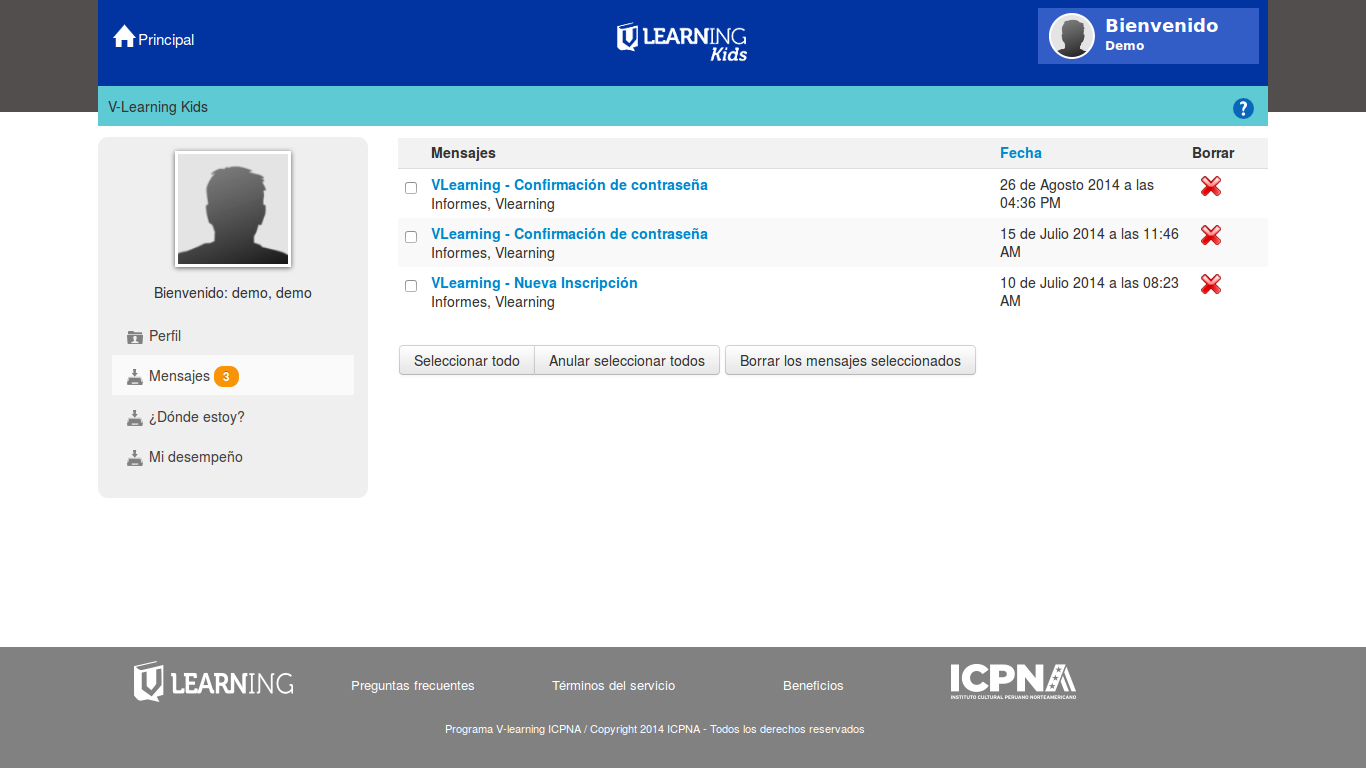 Principal
LEARNING
Kids
Bienvenido
Demo
V-Learning Kids
?
Bienvenido: demo, demo
Perfil
Mensajes 3
¿Dónde estoy?
Mi desempeño
Mensajes Fecha Borrar
VLearning - Confirmación de contraseña
Informes, Vlearning
26 de Agosto 2014 a las
04:36 PM
VLearning - Confirmación de contraseña
Informes, Vlearning
15 de Julio 2014 a las 11:46
AM
VLearning - Nueva Inscripción
Informes, Vlearning
10 de Julio 2014 a las 08:23
AM
Seleccionar todo Anular seleccionar todos Borrar los mensajes seleccionados
LEARNING
Preguntas frecuentes Términos del servicio Beneficios
ICPNA
INSTITUTO CULTURAL PERUANO NORTEAMERICANO
Programa V-learning ICPNA / Copyright 2014 ICPNA - Todos los derechos reservados